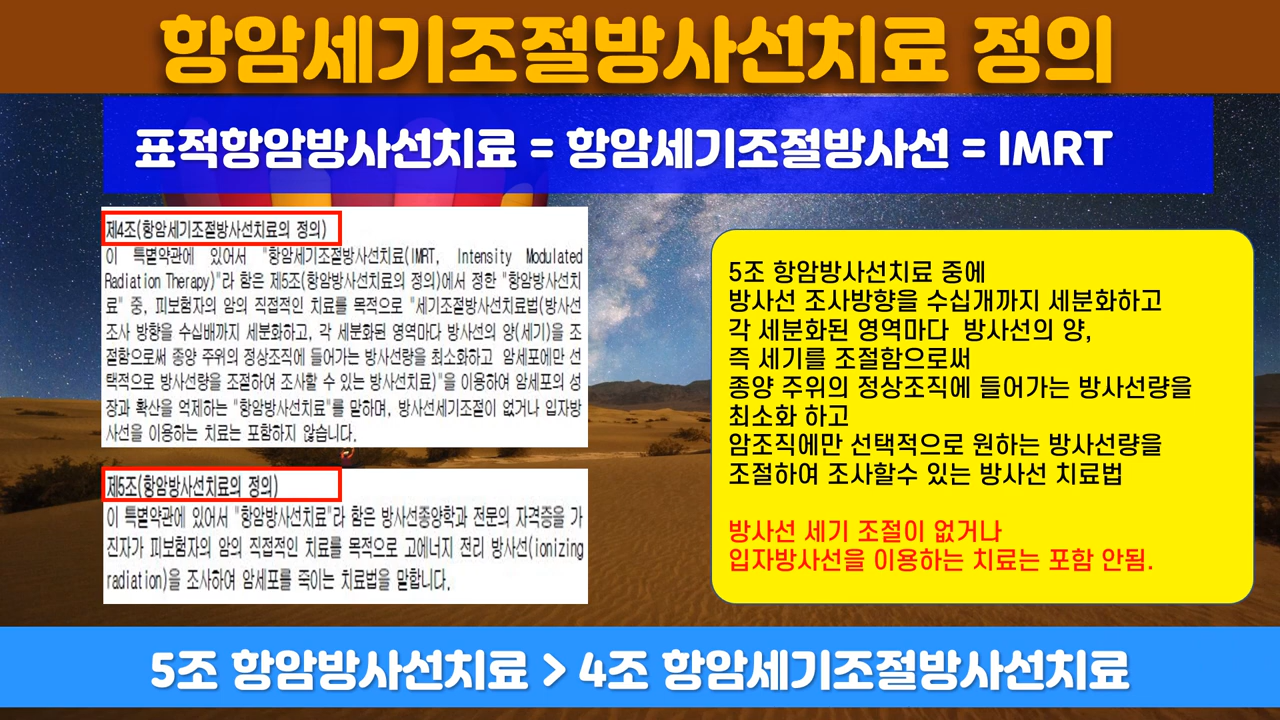 항암세기조절방사선치료 정의
표적항암방사선치료 = 항암세기조절방사선 = IMRT
제4조(항암세기조절방사선치료의 정의)
이 특별약관에 있어서 "항암세기조절방사선치료(IMRT, Intensity Modulated
Radiation Therapy)"라 함은 제5조(항암방사선치료의 정의)에서 정한 "항암방사선치
료" 중, 피보험자의 암의 직접적인 치료를 목적으로 "세기조절방사선치료법(방사선
조사 방향을 수십배까지 세분화하고, 각 세분화된 영역마다 방사선의 양(세기)을 조
절함으로써 종양 주위의 정상조직에 들어가는 방사선량을 최소화하고 암세포에만 선
택적으로 방사선량을 조절하여 조사할 수 있는 방사선치료)"을 이용하여 암세포의 성
장과 확산을 억제하는 "항암방사선치료"를 말하며, 방사선세기조절이 없거나 입자방
사선을 이용하는 치료는 포함하지 않습니다.
제5조(항암방사선치료의 정의)
이 특별약관에 있어서 "항암방사선치료"라 함은 방사선종양학과 전문의 자격증을 가
진자가 피보험자의 암의 직접적인 치료를 목적으로 고에너지 전리 방사선(ionizing
radiation)을 조사하여 암세포를 죽이는 치료법을 말합니다.
5조 항암방사선치료 중에
방사선 조사방향을 수십개까지 세분화하고
각 세분화된 영역마다 방사선의 양,
즉 세기를 조절함으로써
종양 주위의 정상조직에 들어가는 방사선량을
최소화 하고
암조직에만 선택적으로 원하는 방사선량을
조절하여 조사할수 있는 방사선 치료법
방사선 세기 조절이 없거나
입자방사선을 이용하는 치료는 포함 안됨.
5조 항암방사선치료 > 4조 항암세기조절방사선치료